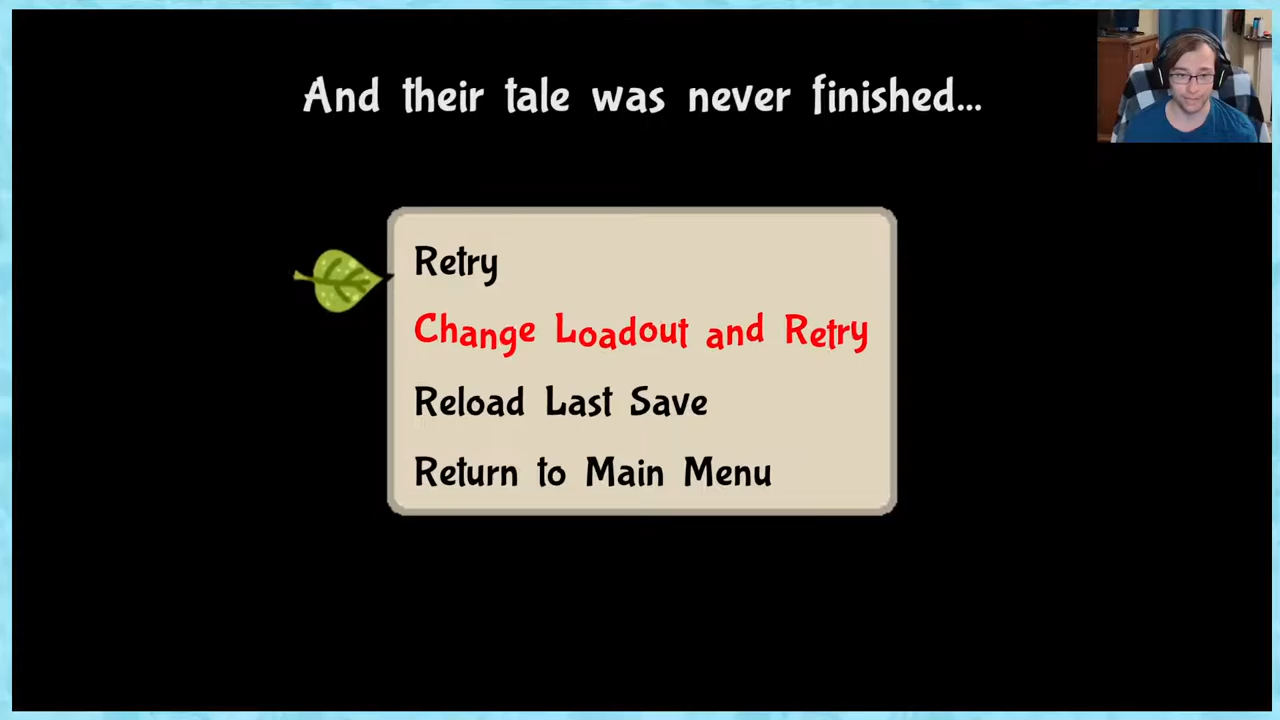 And their tale was never finished...
Retry
Change Loadout and Retry
Reload Last Save
Return to Main Menu